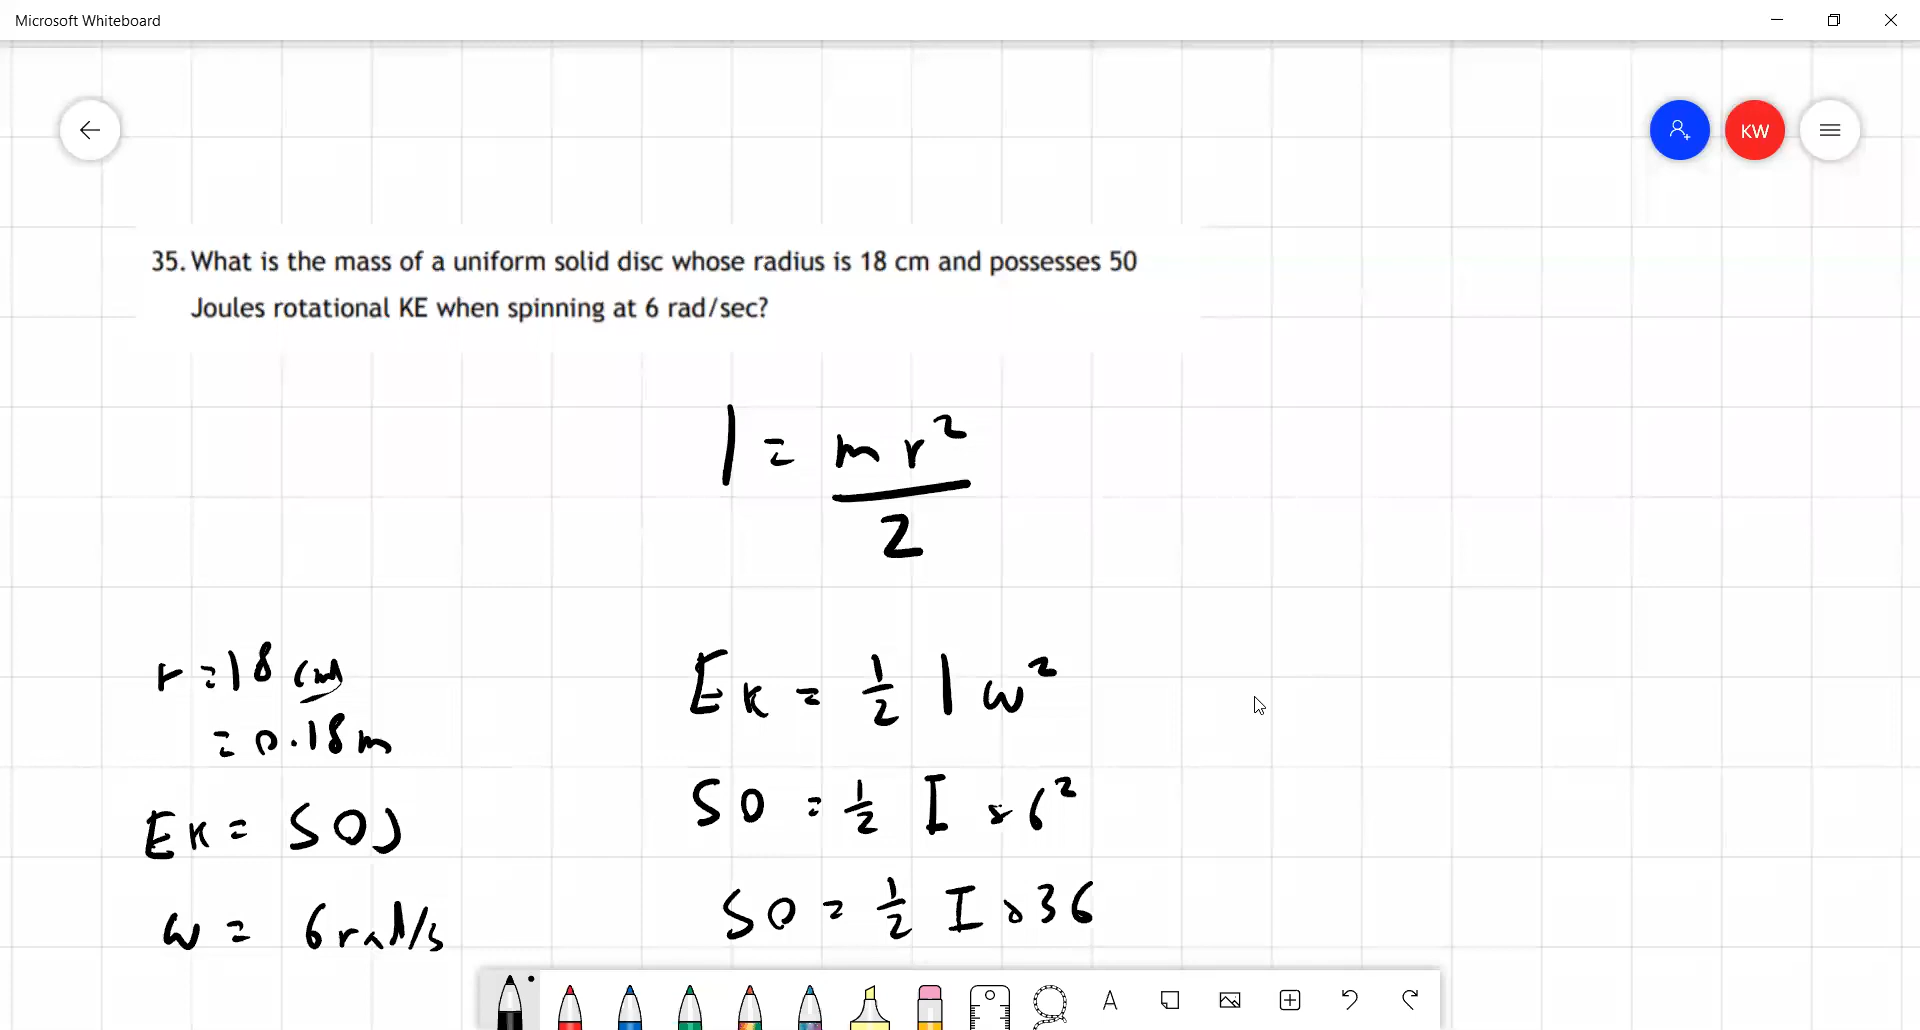 Microsoft Whiteboard
KW
35. What is the mass of a uniform solid disc whose radius is 18 cm and possesses 50
Joules rotational KE when spinning at 6 rad/sec?
I = mr²/2
r = 18 cm
= 0.18 m
EK = 50J
ω = 6 rad/s
EK = ½ I ω²
50 = ½ I × 6²
50 = ½ I × 36
A